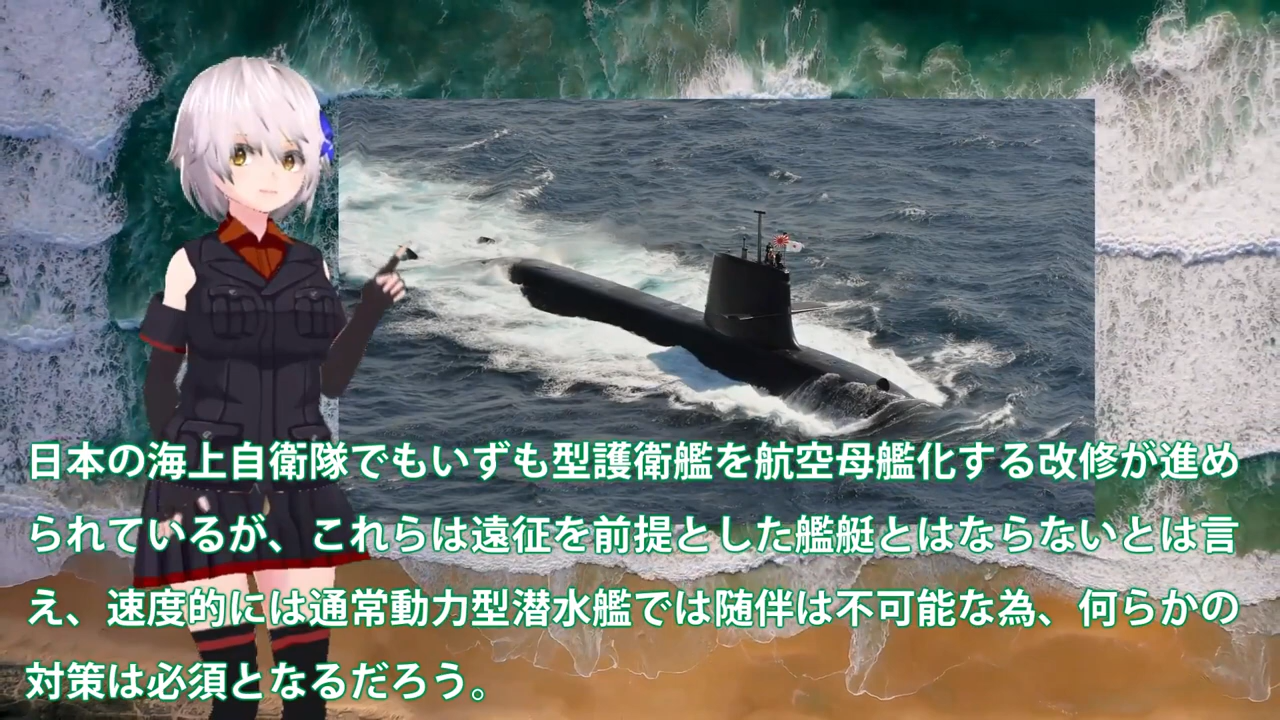 日本の海上自衛隊でもいずも型護衛艦を航空母艦化する改修が進め
られているが、これらは遠征を前提とした艦艇とはならないとは言
え、速度的には通常動力型潜水艦では随伴は不可能な為、何らかの
対策は必須となるだろう。